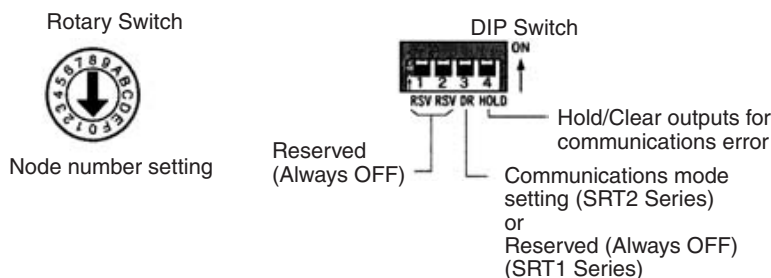 Rotary Switch
DIP Switch
0123456789ABCDEF
ON
1 2 3 4
RSV RSV DR HOLD
Node number setting
Reserved
(Always OFF)
Hold/Clear outputs for
communications error
Communications mode
setting (SRT2 Series)
or
Reserved (Always OFF)
(SRT1 Series)